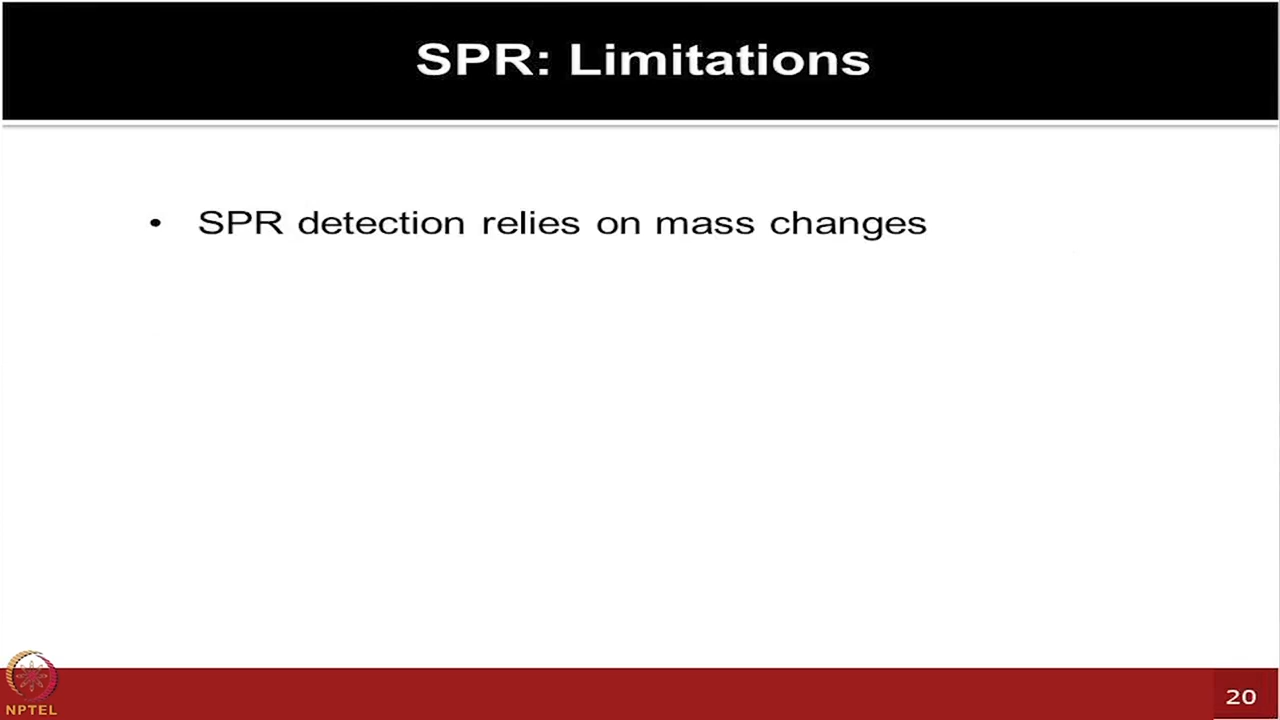 SPR: Limitations
• SPR detection relies on mass changes
NPTEL
20